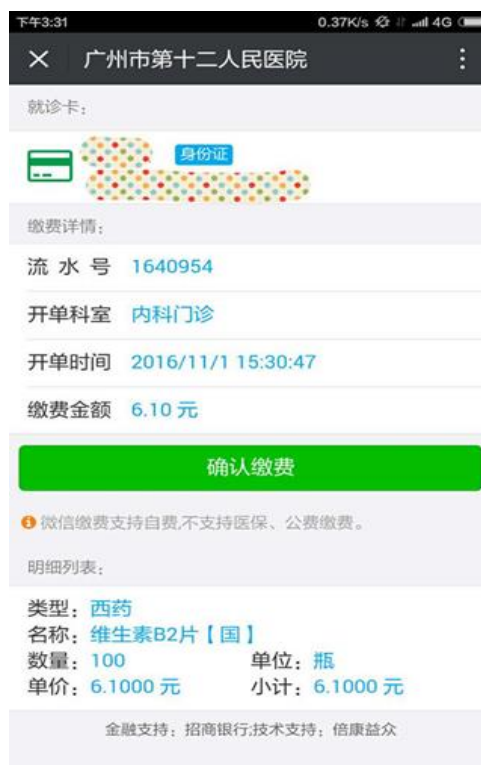 下午3:31 0.37K/s 4G
广州市第十二人民医院
就诊卡:
身份证
缴费详情:
流 水 号 1640954
开单科室 内科门诊
开单时间 2016/11/1 15:30:47
缴费金额 6.10 元
确认缴费
微信缴费支持自费,不支持医保、公费缴费。
明细列表:
类型: 西药
名称: 维生素B2片【国】
数量: 100 单位: 瓶
单价: 6.1000 元 小计: 6.1000 元
金融支持: 招商银行;技术支持: 倍康益众